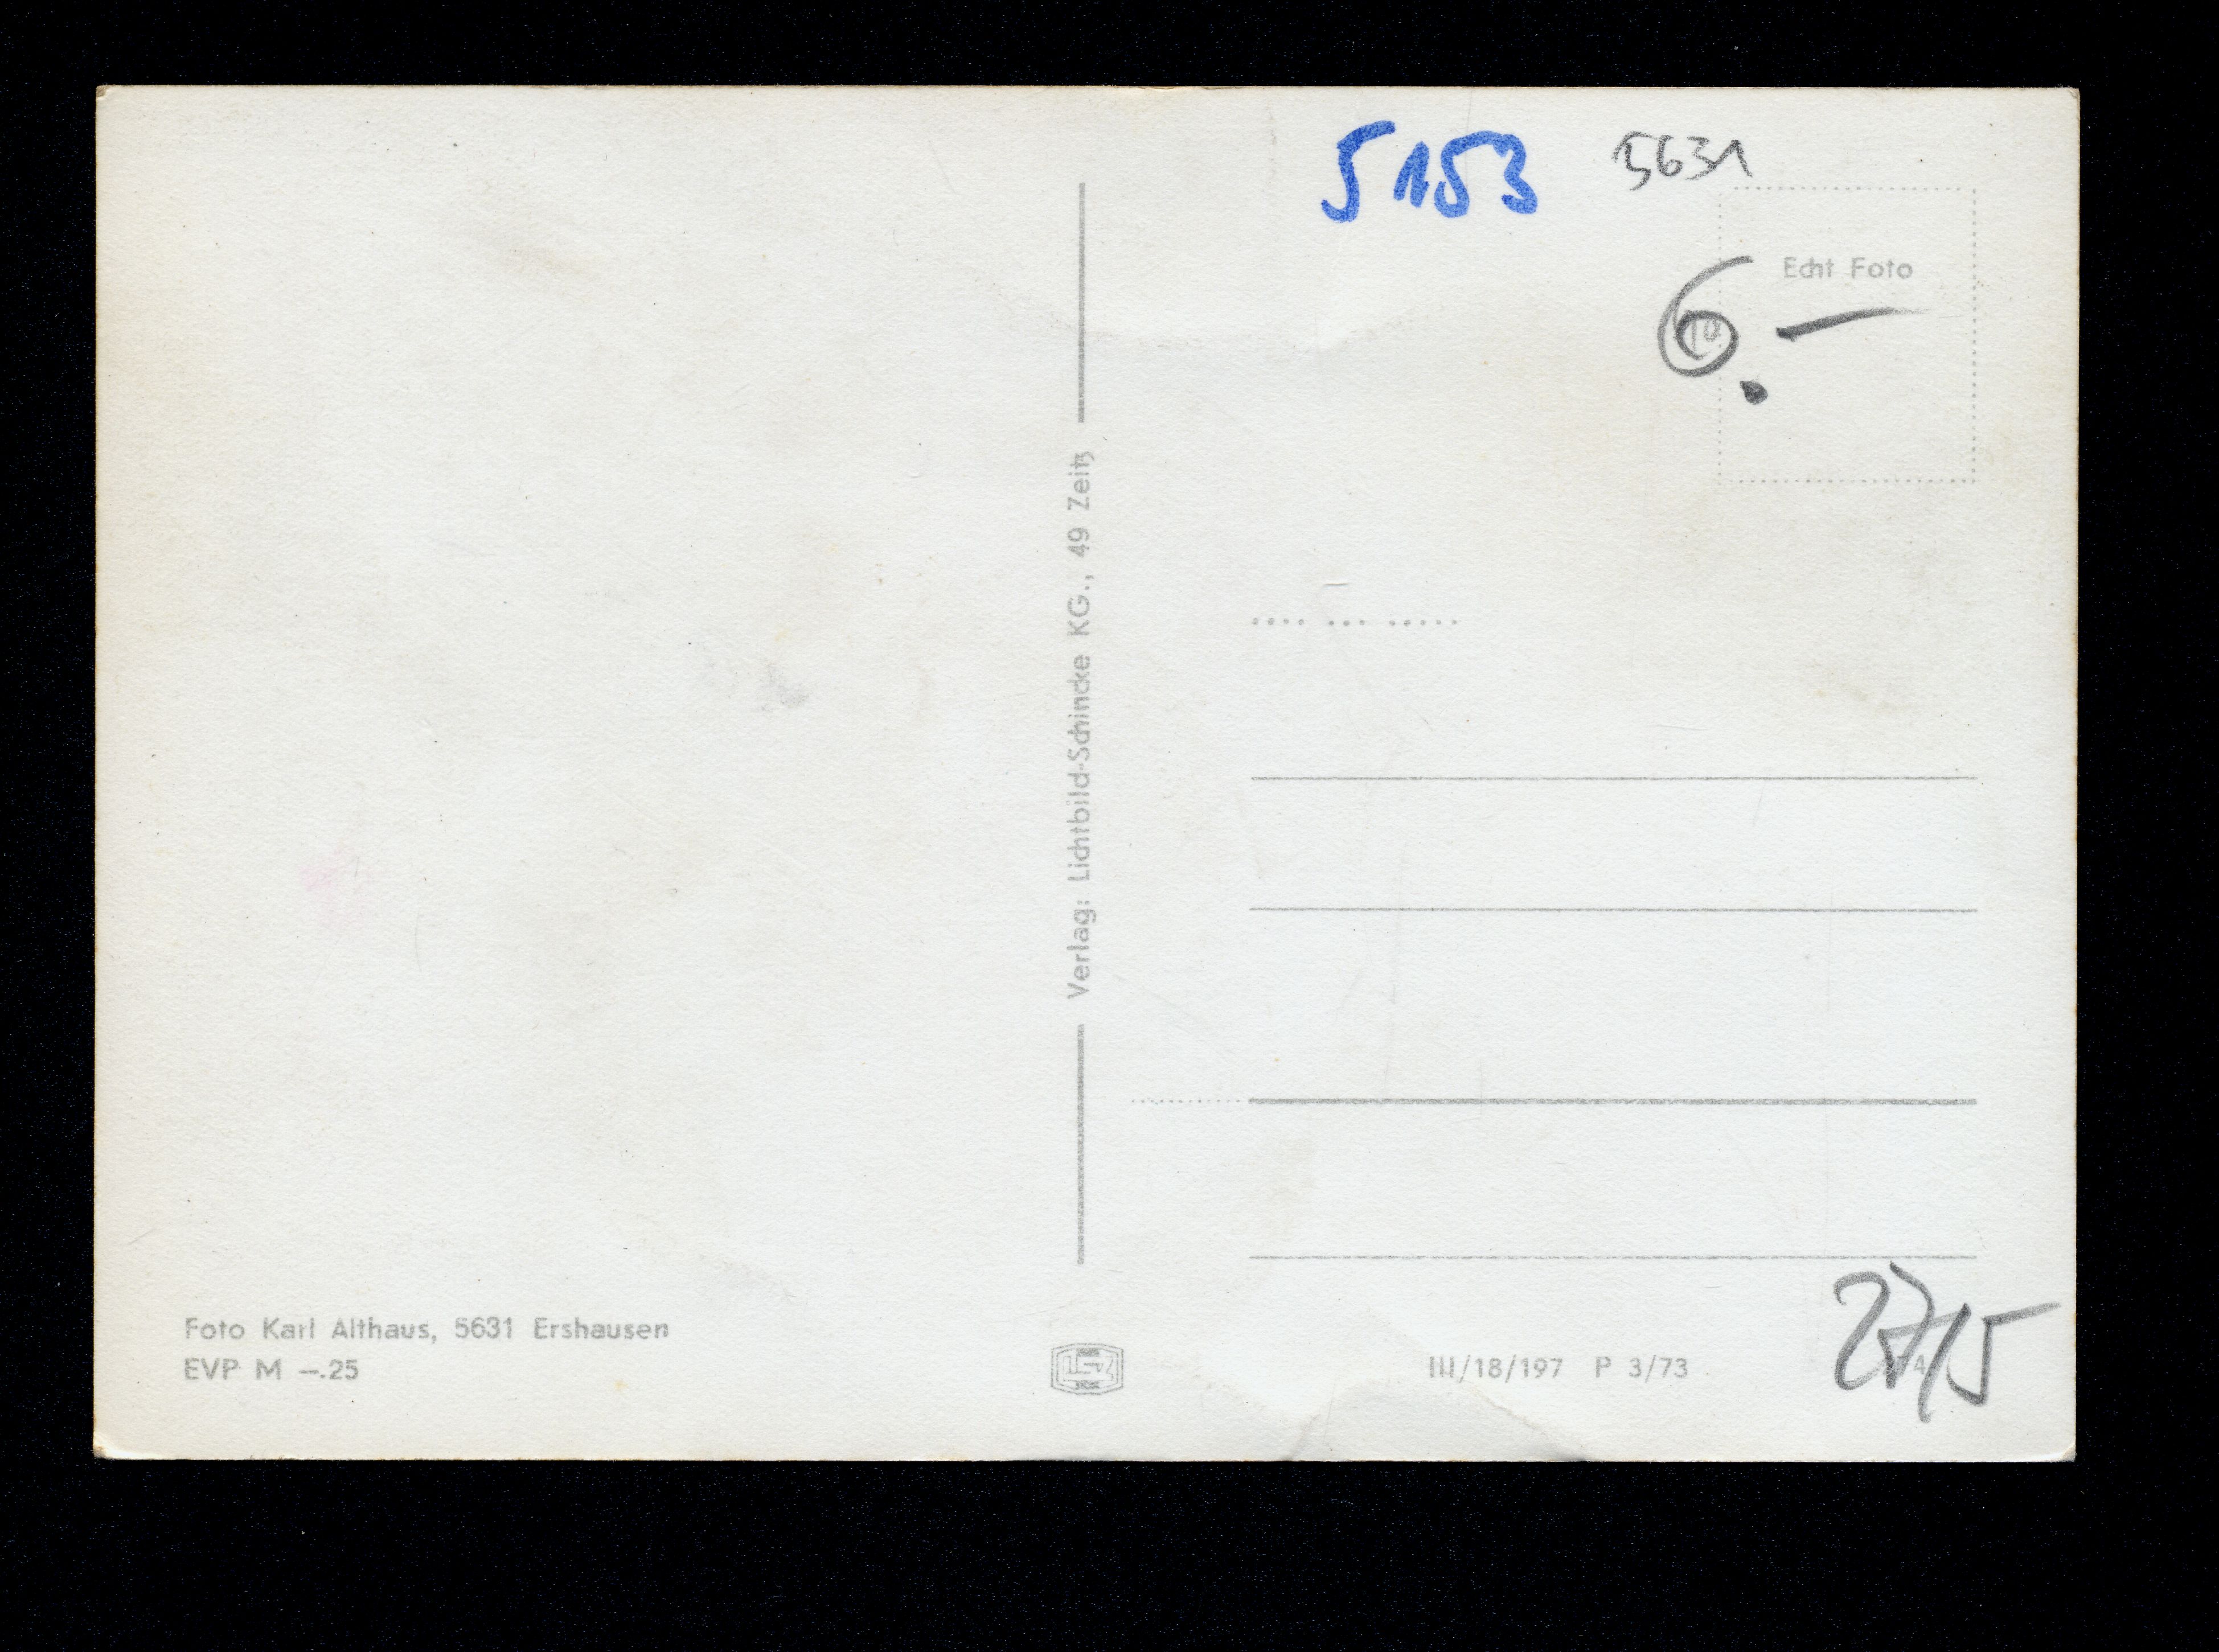 5153
5631
Echt Foto
6.-
Verlag: Lichtbild-Schincke KG., 49 Zeitz
Foto Karl Althaus, 5631 Ershausen
EVP M –.25
III/18/197 P 3/73
27/5